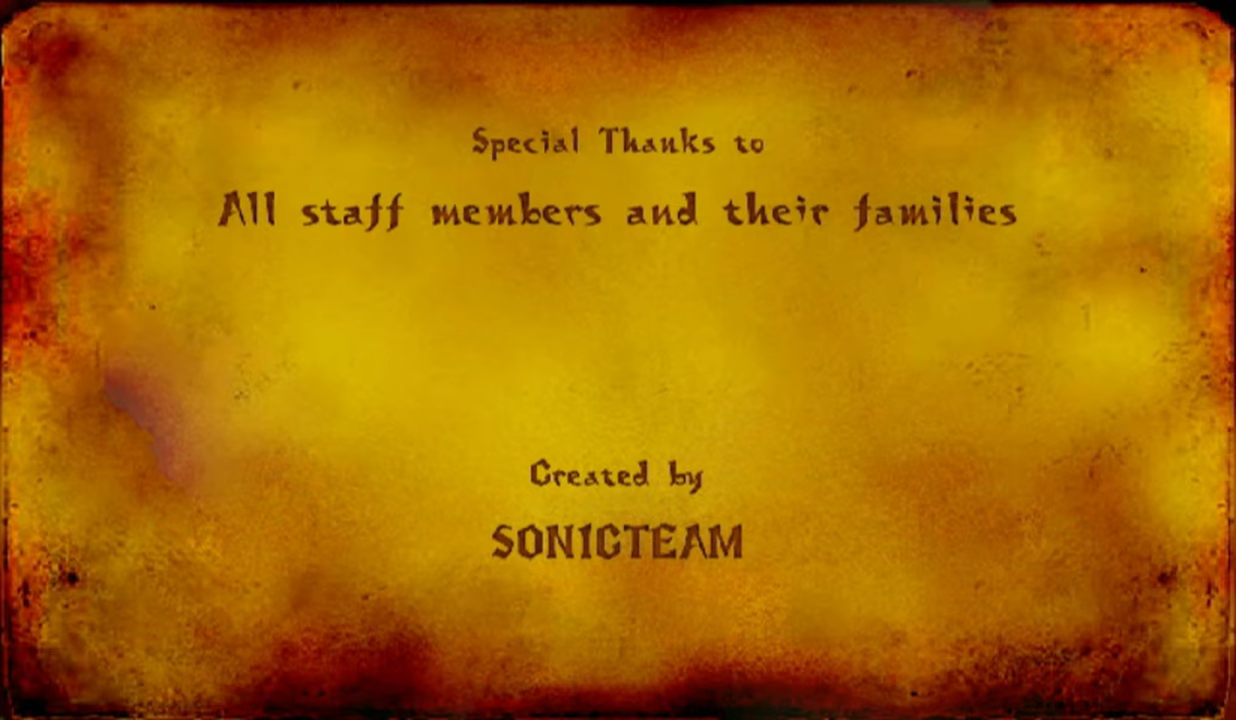 Special Thanks to
All staff members and their families
Created by
SONICTEAM